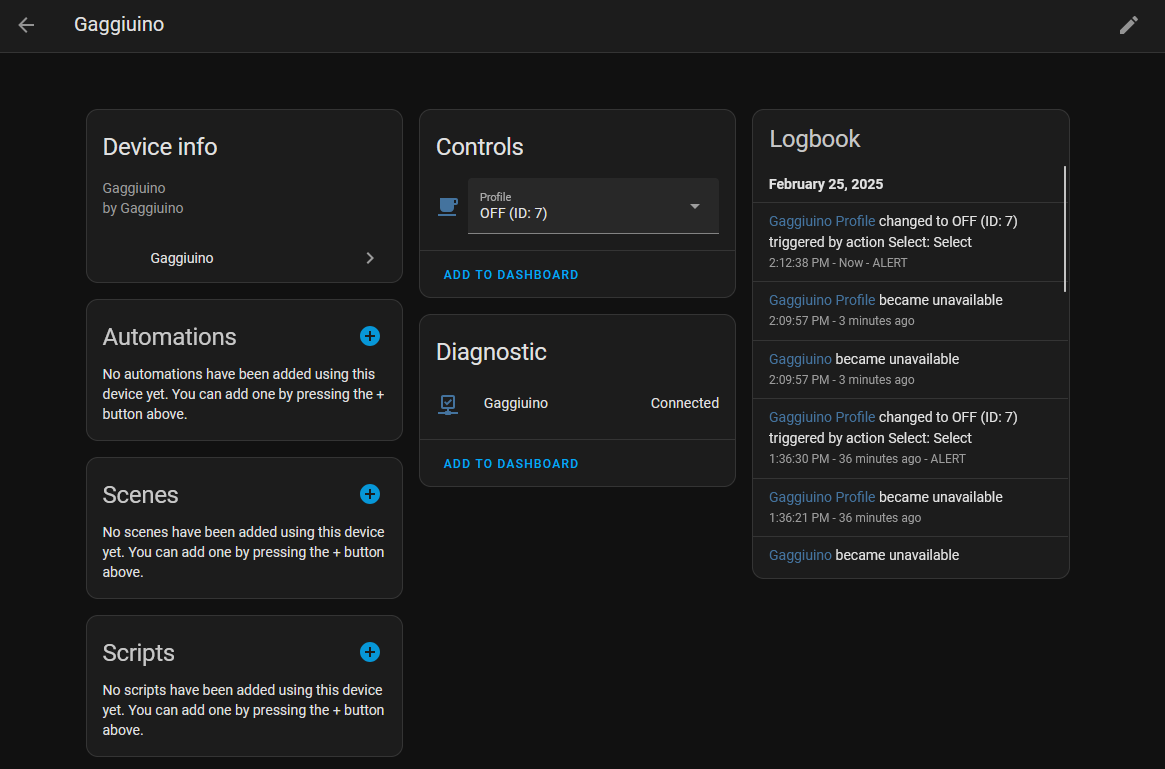 Gaggiuino
Device info
Gaggiuino
by Gaggiuino
Gaggiuino
Automations
No automations have been added using this
device yet. You can add one by pressing the +
button above.
Scenes
No scenes have been added using this device
yet. You can add one by pressing the + button
above.
Scripts
No scripts have been added using this device
yet. You can add one by pressing the + button
above.
Controls
Profile
OFF (ID: 7)
ADD TO DASHBOARD
Diagnostic
Gaggiuino Connected
ADD TO DASHBOARD
Logbook
February 25, 2025
Gaggiuino Profile changed to OFF (ID: 7)
triggered by action Select: Select
2:12:38 PM - Now - ALERT
Gaggiuino Profile became unavailable
2:09:57 PM - 3 minutes ago
Gaggiuino became unavailable
2:09:57 PM - 3 minutes ago
Gaggiuino Profile changed to OFF (ID: 7)
triggered by action Select: Select
1:36:30 PM - 36 minutes ago - ALERT
Gaggiuino Profile became unavailable
1:36:21 PM - 36 minutes ago
Gaggiuino became unavailable